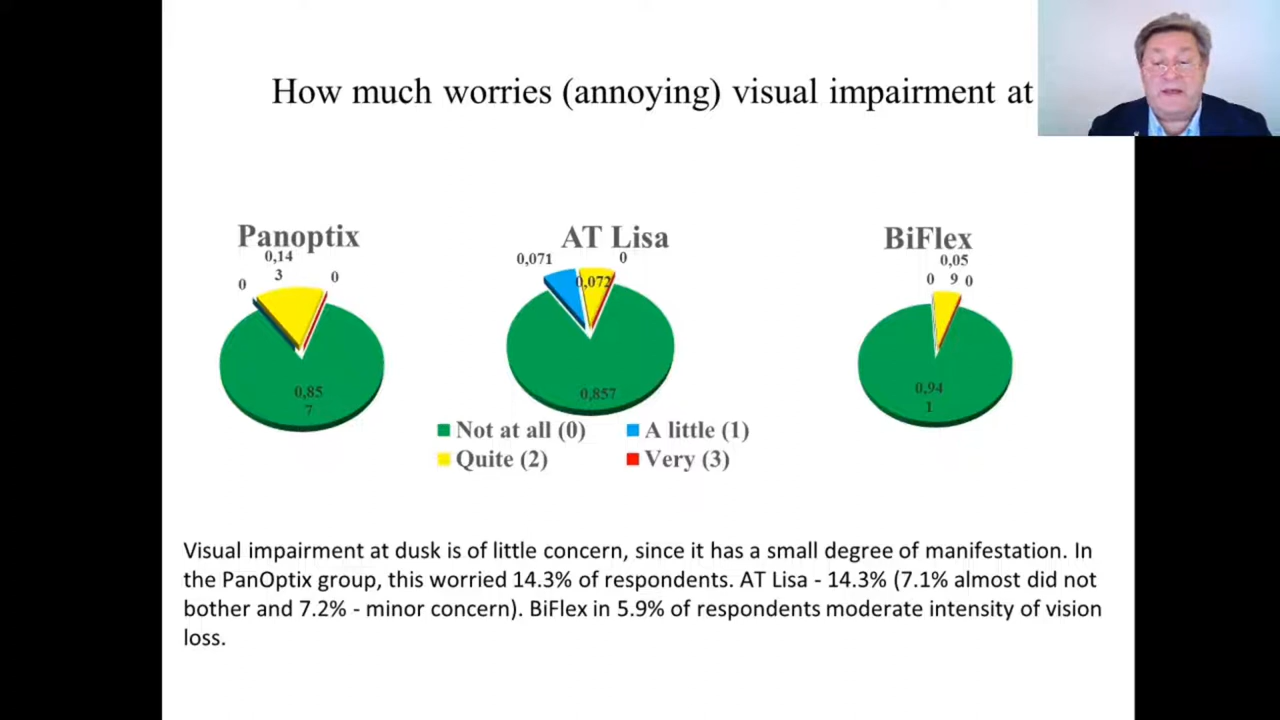 How much worries (annoying) visual impairment at
Panoptix
0,14
3
0
0
0,85
7
AT Lisa
0,071
0
0,072
0,857
BiFlex
0,05
9
0
0
0,94
1
Not at all (0)
A little (1)
Quite (2)
Very (3)
Visual impairment at dusk is of little concern, since it has a small degree of manifestation. In
the PanOptix group, this worried 14.3% of respondents. AT Lisa - 14.3% (7.1% almost did not
bother and 7.2% - minor concern). BiFlex in 5.9% of respondents moderate intensity of vision
loss.